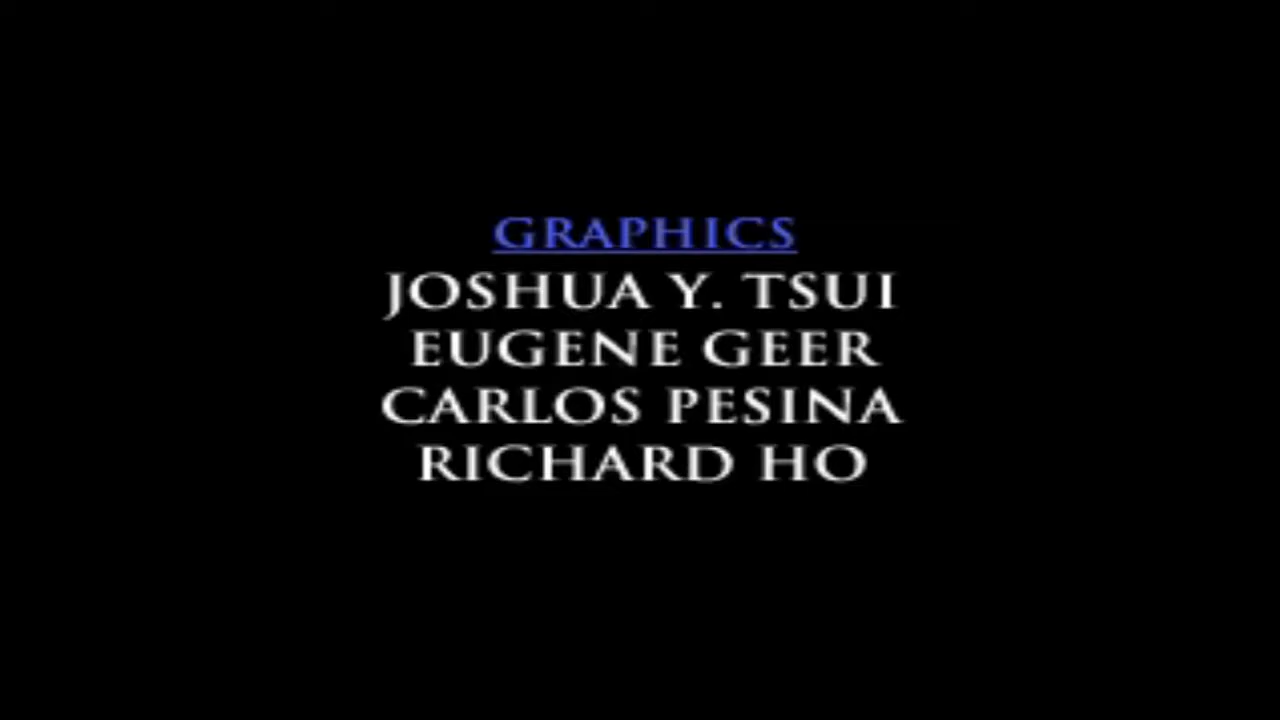 GRAPHICS
JOSHUA Y. TSUI
EUGENE GEER
CARLOS PESINA
RICHARD HO